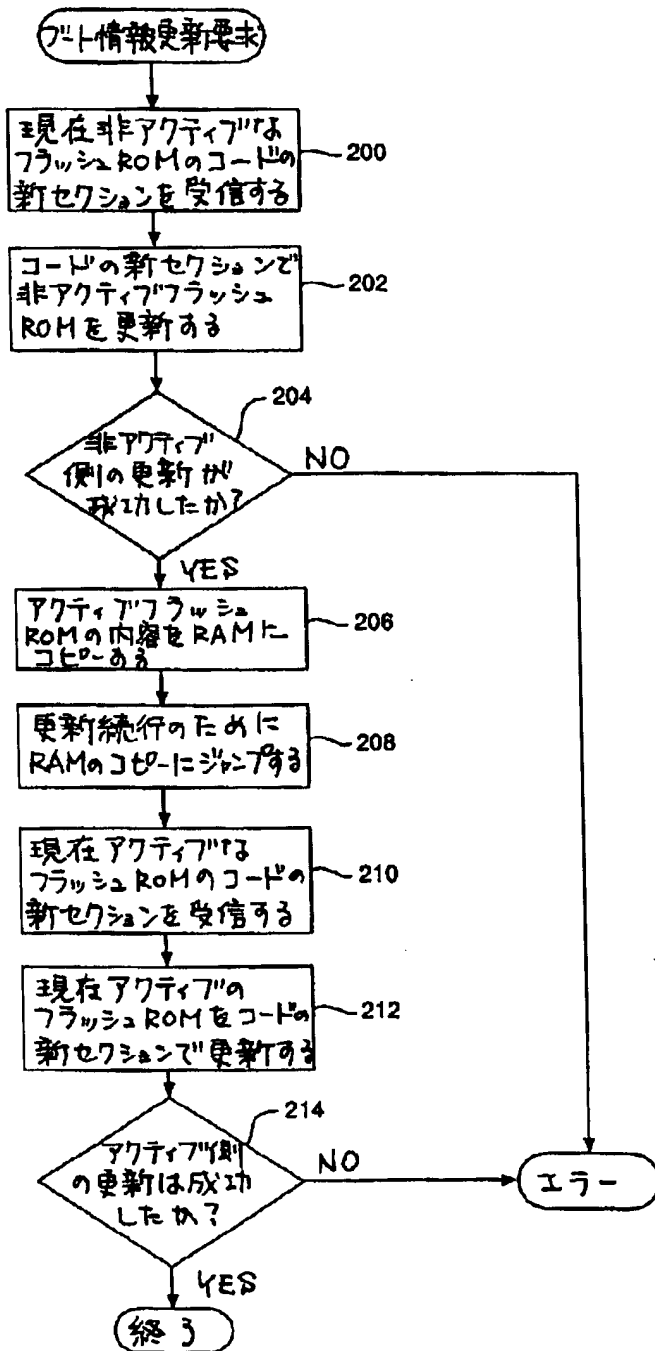 ブート情報更新要求
現在非アクティブな
フラッシュROMのコードの
新セクションを受信する
200
コードの新セクションで
非アクティブフラッシュ
ROMを更新する
202
204
非アクティブ
側の更新が
成功したか?
NO
YES
アクティブフラッシュ
ROMの内容をRAMに
コピーする
206
更新続行のために
RAMのコピーにジャンプする
208
現在アクティブな
フラッシュROMのコードの
新セクションを受信する
210
現在アクティブの
フラッシュROMをコードの
新セクションで更新する
212
214
アクティブ側
の更新は成功
したか?
NO
エラー
YES
終了